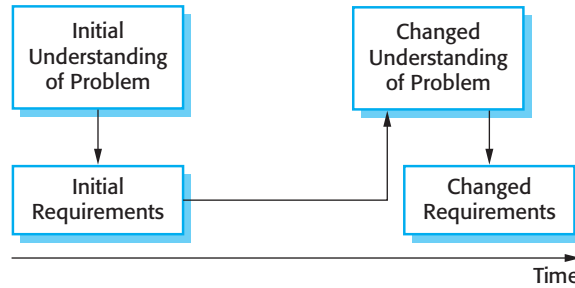 Initial
Understanding
of Problem
Changed
Understanding
of Problem
Initial
Requirements
Changed
Requirements
Time